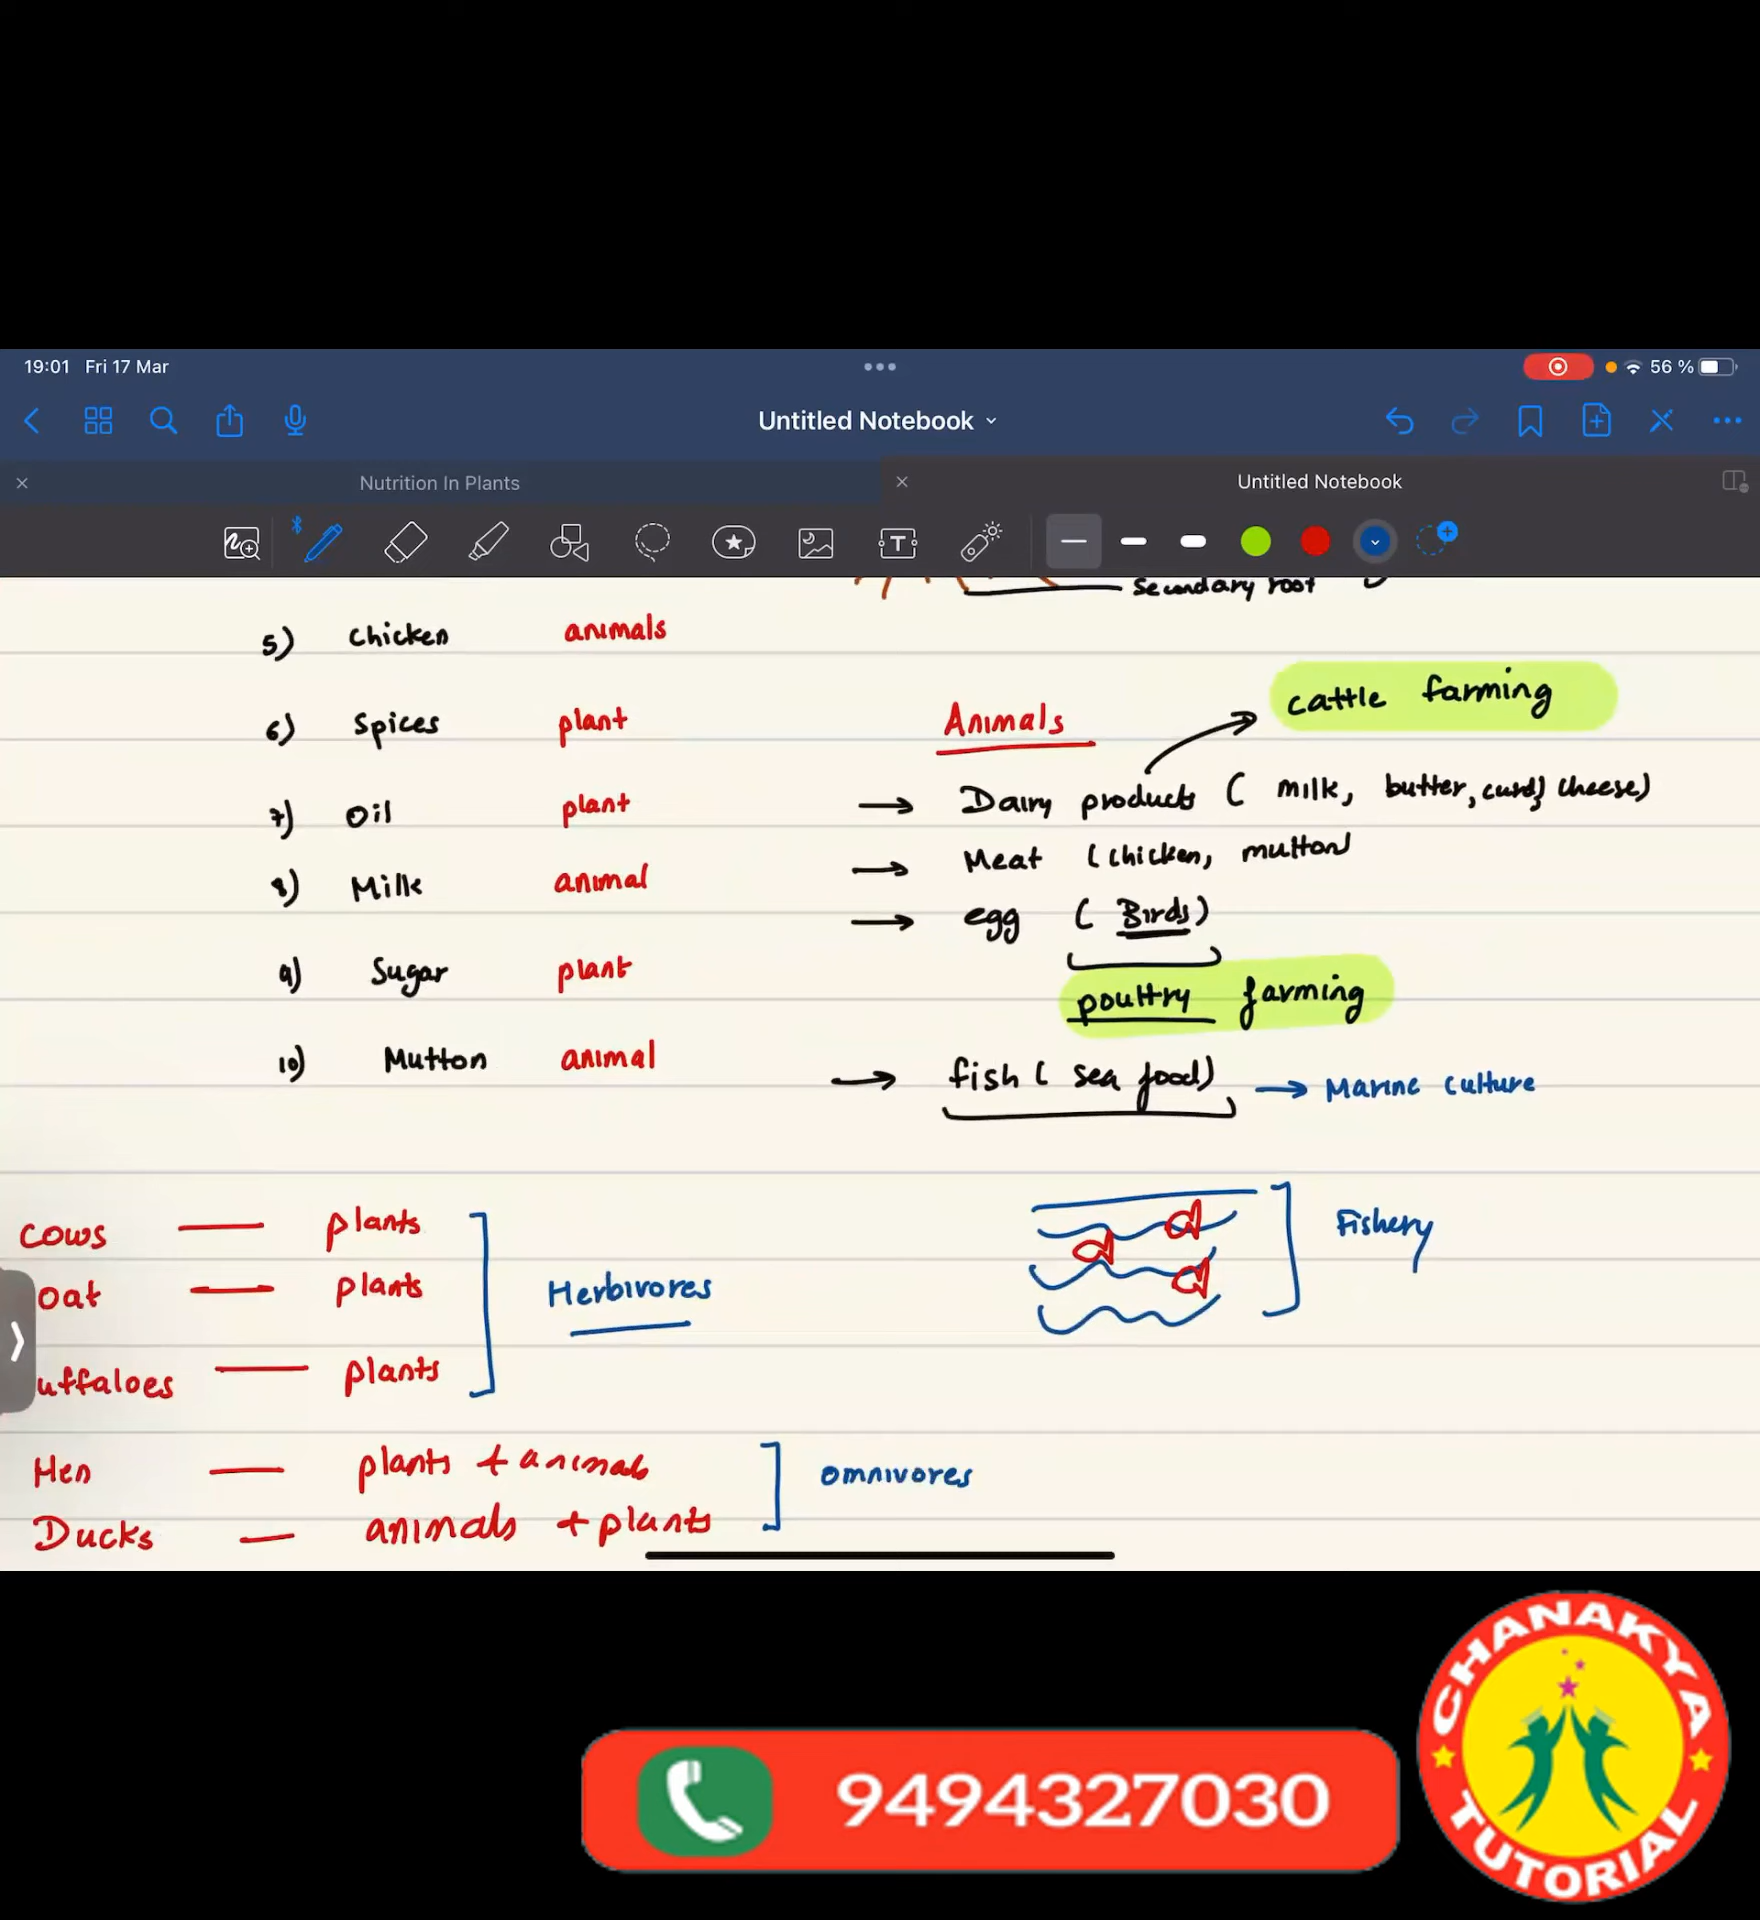 19:01 Fri 17 Mar
56 %
Untitled Notebook
Nutrition In Plants
Untitled Notebook
T
Secondary root
5) Chicken animals
6) Spices plant
7) Oil plant
8) Milk animal
9) Sugar plant
10) Mutton animal
Animals
cattle farming
→ Dairy products ( milk, butter, curd, cheese)
→ Meat (chicken, mutton)
→ egg ( Birds)
poultry farming
→ fish ( sea food) → Marine culture
Fishery
Cows — plants
oat — plants
uffaloes — plants
Herbivores
Hen — plants + animals
Ducks — animals + plants
omnivores
9494327030
CHANAKYA
TUTORIAL